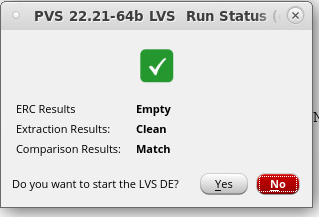 PVS 22.21-64b LVS Run Status (
ERC Results Empty
Extraction Results: Clean
Comparison Results: Match
Do you want to start the LVS DE? Yes No